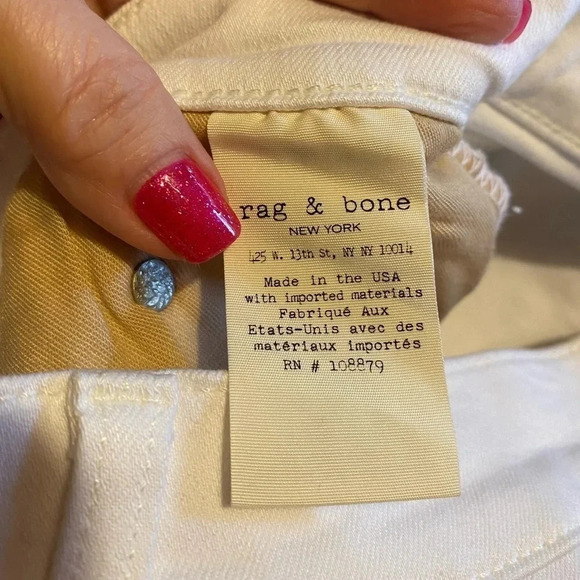 rag & bone
NEW YORK
425 W. 13th St, NY NY 10014
Made in the USA
with imported materials
Fabriqué Aux
Etats-Unis avec des
matériaux importés
RN # 108879